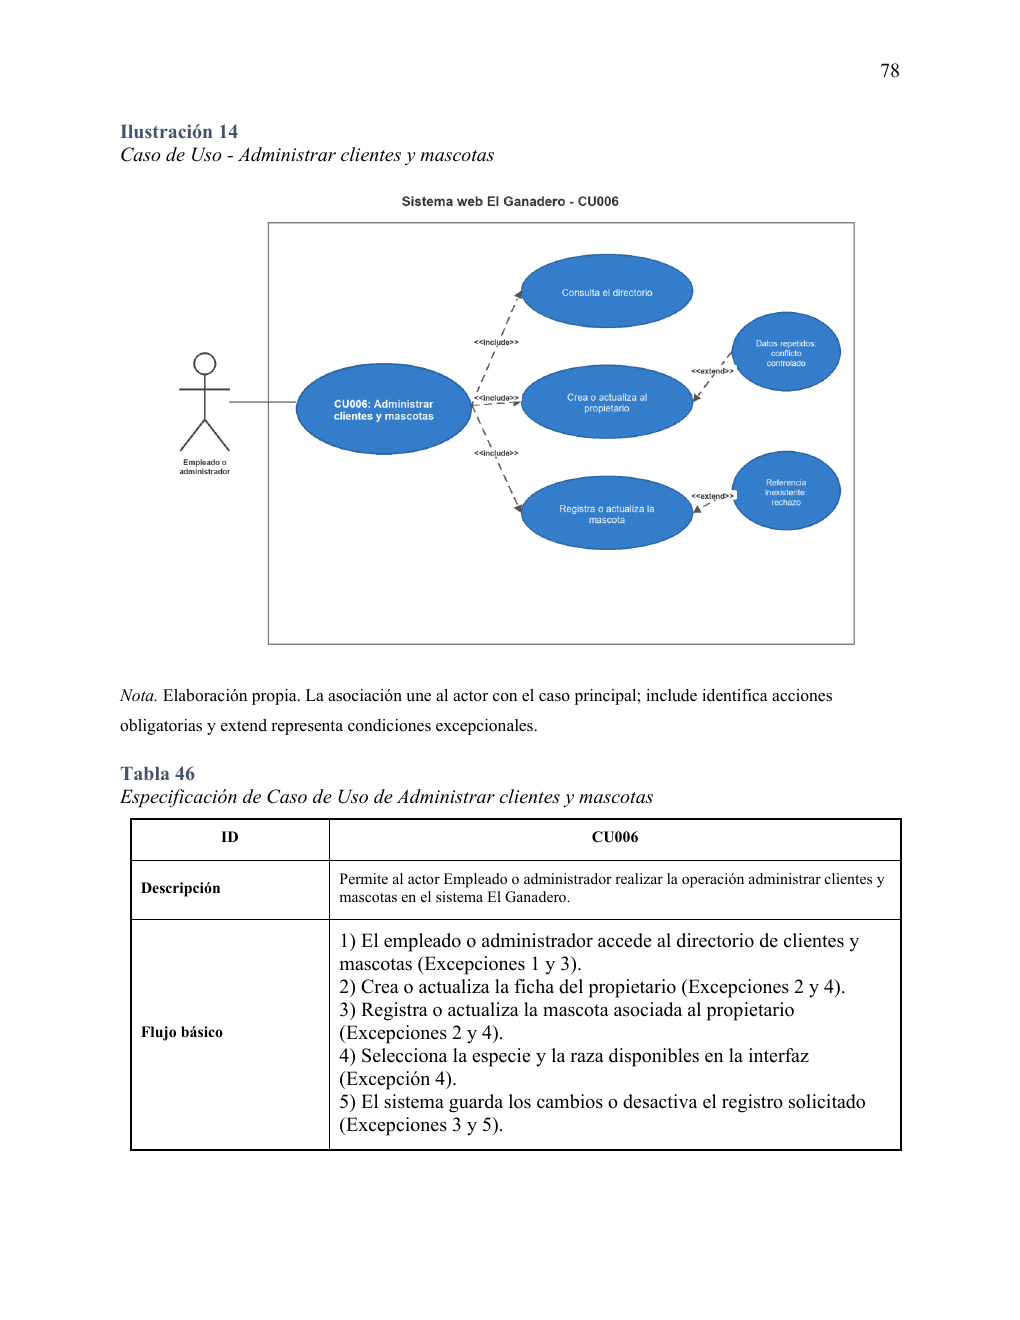 78
Ilustración 14
Caso de Uso - Administrar clientes y mascotas
Sistema web El Ganadero - CU006
Consulta el directorio
Datos repetidos:
conflicto
controlado
<<include>>
<<extend>>
CU006: Administrar
clientes y mascotas
<<include>>
Crea o actualiza al
propietario
Empleado o
administrador
<<include>>
Registra o actualiza la
mascota
<<extend>>
Referencia
inexistente:
rechazo
Nota. Elaboración propia. La asociación une al actor con el caso principal; include identifica acciones
obligatorias y extend representa condiciones excepcionales.
Tabla 46
Especificación de Caso de Uso de Administrar clientes y mascotas
ID
CU006
Descripción
Permite al actor Empleado o administrador realizar la operación administrar clientes y
mascotas en el sistema El Ganadero.
Flujo básico
1) El empleado o administrador accede al directorio de clientes y
mascotas (Excepciones 1 y 3).
2) Crea o actualiza la ficha del propietario (Excepciones 2 y 4).
3) Registra o actualiza la mascota asociada al propietario
(Excepciones 2 y 4).
4) Selecciona la especie y la raza disponibles en la interfaz
(Excepción 4).
5) El sistema guarda los cambios o desactiva el registro solicitado
(Excepciones 3 y 5).